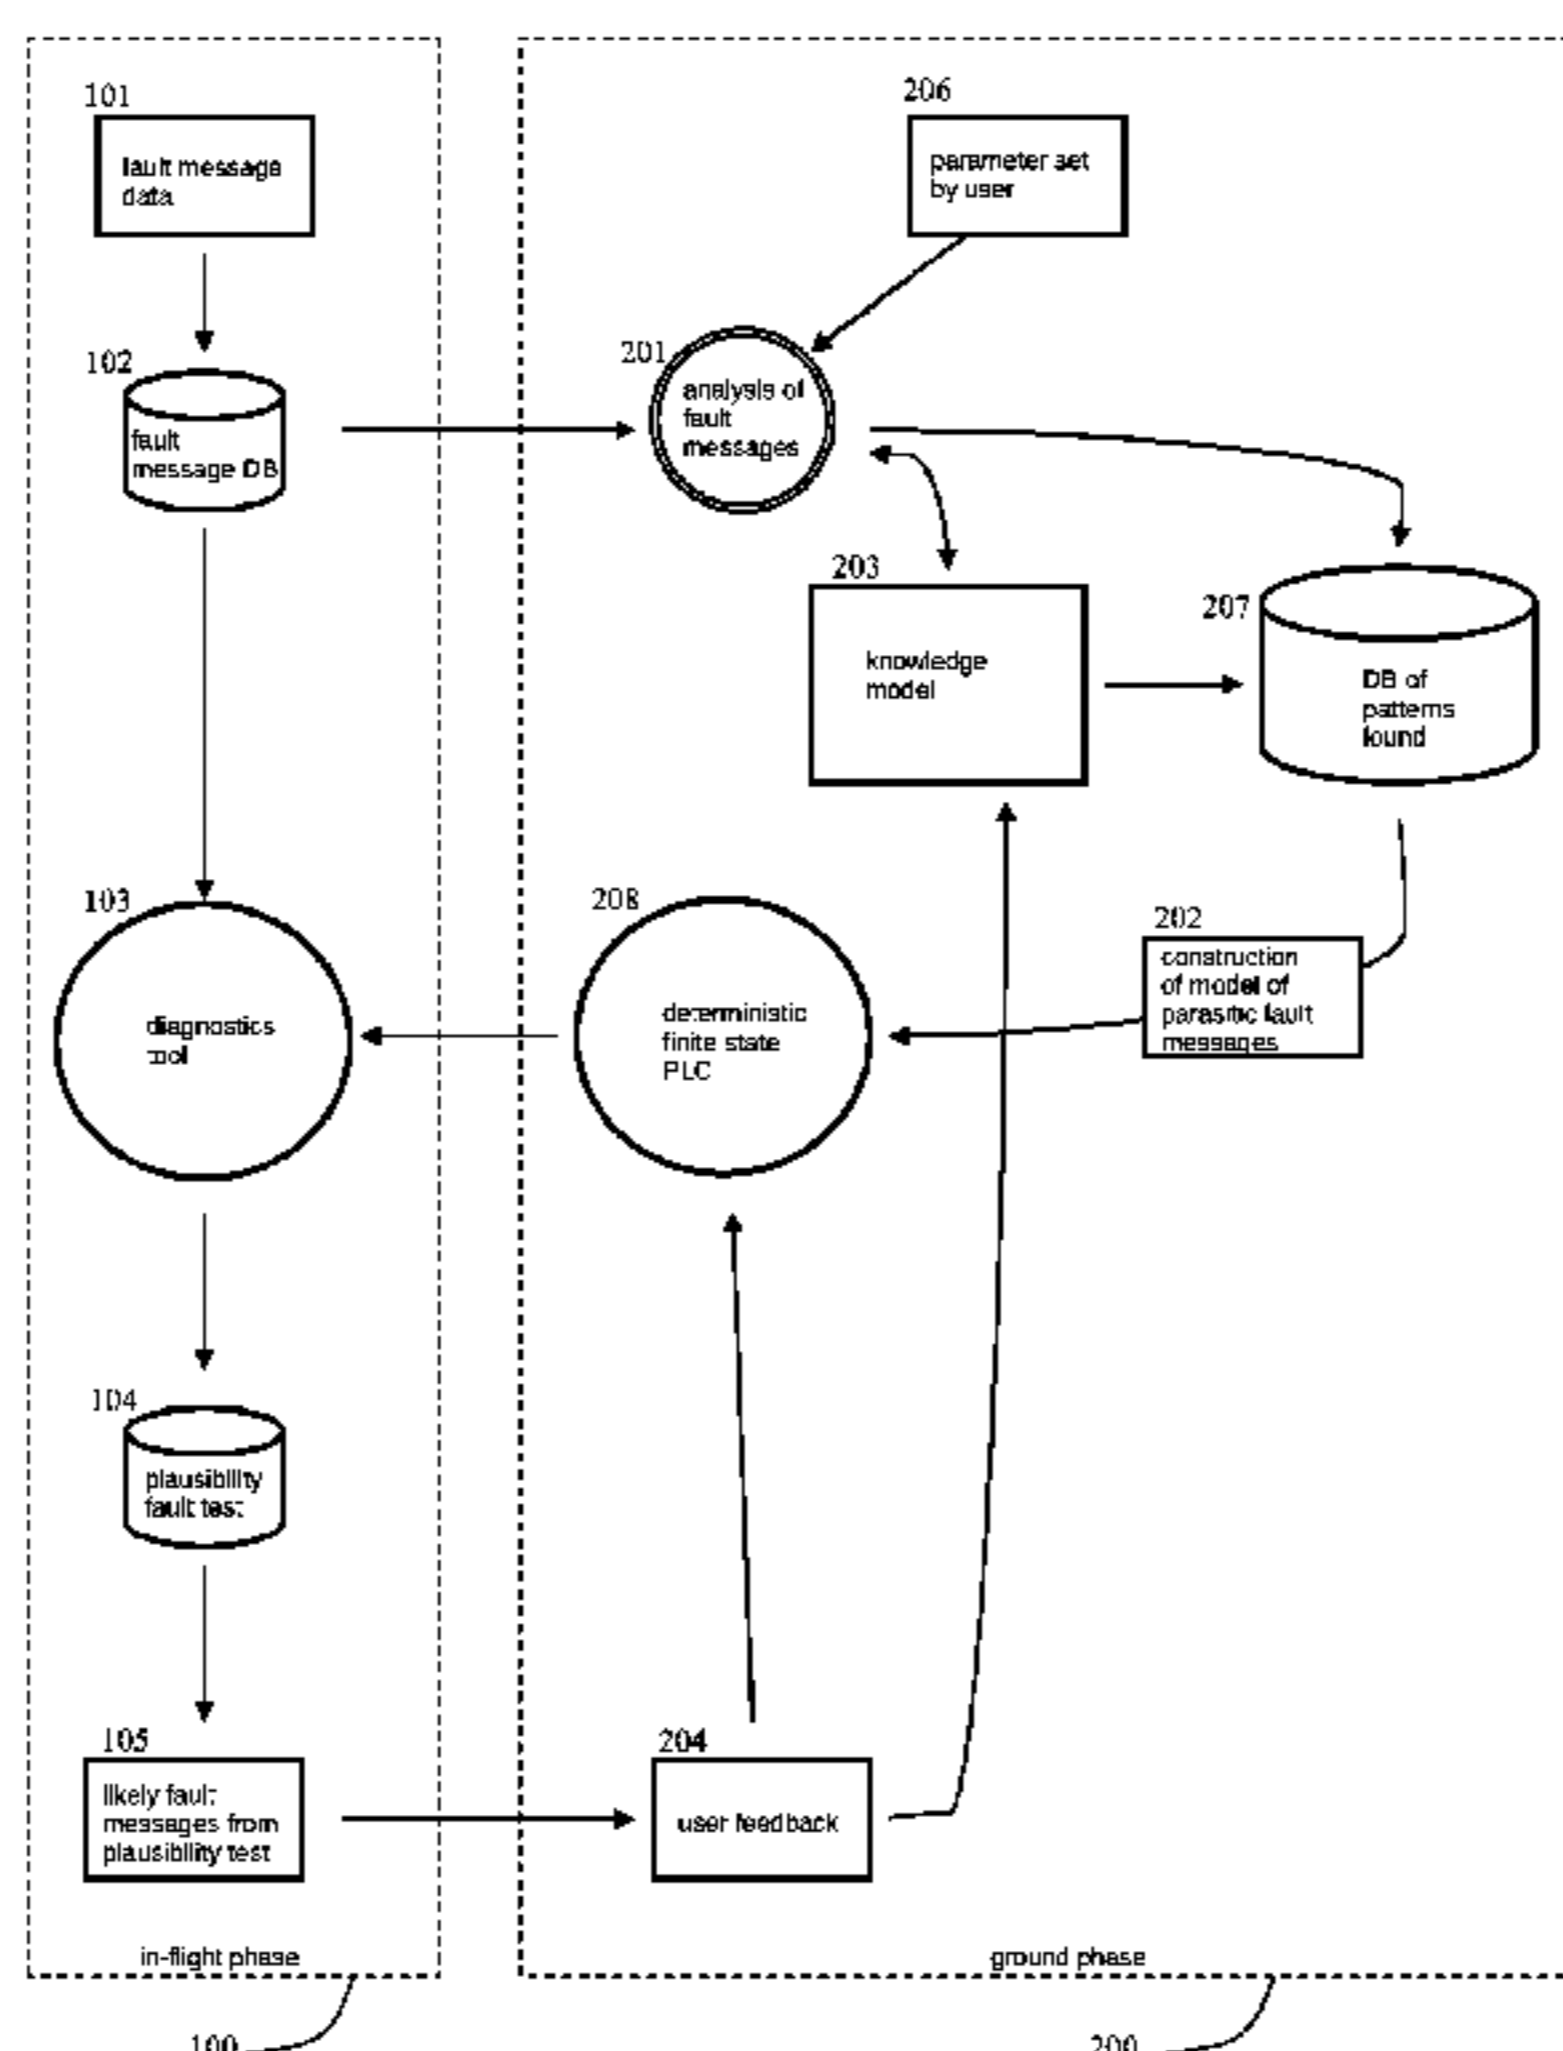 101
fault message
data
206
parameter set
by user
102
fault
message DB
201
analysis of
fault
messages
203
knowledge
model
207
DB of
patterns
found
103
diagnostics
tool
208
deterministic
finite state
PLC
202
construction
of model of
parasitic fault
messages
104
plausibility
fault test
105
likely fault
messages from
plausibility test
204
user feedback
in-flight phase
ground phase
100
200